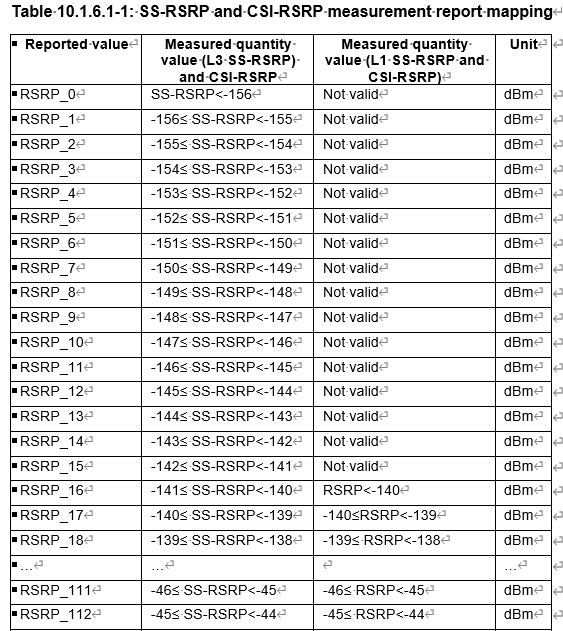 Table 10.1.6.1-1: SS-RSRP and CSI-RSRP measurement report mapping
Reported value Measured quantity value (L3 SS-RSRP) and CSI-RSRP Measured quantity value (L1 SS-RSRP and CSI-RSRP) Unit
RSRP_0 SS-RSRP<-156 Not valid dBm
RSRP_1 -156≤ SS-RSRP<-155 Not valid dBm
RSRP_2 -155≤ SS-RSRP<-154 Not valid dBm
RSRP_3 -154≤ SS-RSRP<-153 Not valid dBm
RSRP_4 -153≤ SS-RSRP<-152 Not valid dBm
RSRP_5 -152≤ SS-RSRP<-151 Not valid dBm
RSRP_6 -151≤ SS-RSRP<-150 Not valid dBm
RSRP_7 -150≤ SS-RSRP<-149 Not valid dBm
RSRP_8 -149≤ SS-RSRP<-148 Not valid dBm
RSRP_9 -148≤ SS-RSRP<-147 Not valid dBm
RSRP_10 -147≤ SS-RSRP<-146 Not valid dBm
RSRP_11 -146≤ SS-RSRP<-145 Not valid dBm
RSRP_12 -145≤ SS-RSRP<-144 Not valid dBm
RSRP_13 -144≤ SS-RSRP<-143 Not valid dBm
RSRP_14 -143≤ SS-RSRP<-142 Not valid dBm
RSRP_15 -142≤ SS-RSRP<-141 Not valid dBm
RSRP_16 -141≤ SS-RSRP<-140 RSRP<-140 dBm
RSRP_17 -140≤ SS-RSRP<-139 -140≤RSRP<-139 dBm
RSRP_18 -139≤ SS-RSRP<-138 -139≤ RSRP<-138 dBm
… … …
RSRP_111 -46≤ SS-RSRP<-45 -46≤ RSRP<-45 dBm
RSRP_112 -45≤ SS-RSRP<-44 -45≤ RSRP<-44 dBm